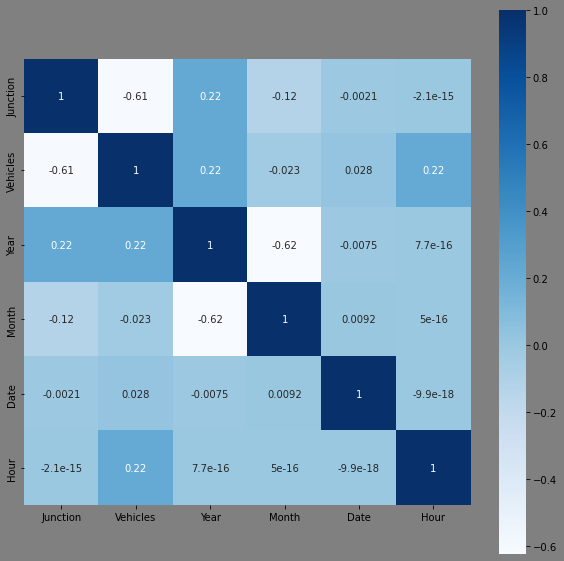 Junction 1 -0.61 0.22 -0.12 -0.0021 -2.1e-15
Vehicles -0.61 1 0.22 -0.023 0.028 0.22
Year 0.22 0.22 1 -0.62 -0.0075 7.7e-16
Month -0.12 -0.023 -0.62 1 0.0092 5e-16
Date -0.0021 0.028 -0.0075 0.0092 1 -9.9e-18
Hour -2.1e-15 0.22 7.7e-16 5e-16 -9.9e-18 1
Junction Vehicles Year Month Date Hour
1.0
0.8
0.6
0.4
0.2
0.0
−0.2
−0.4
−0.6